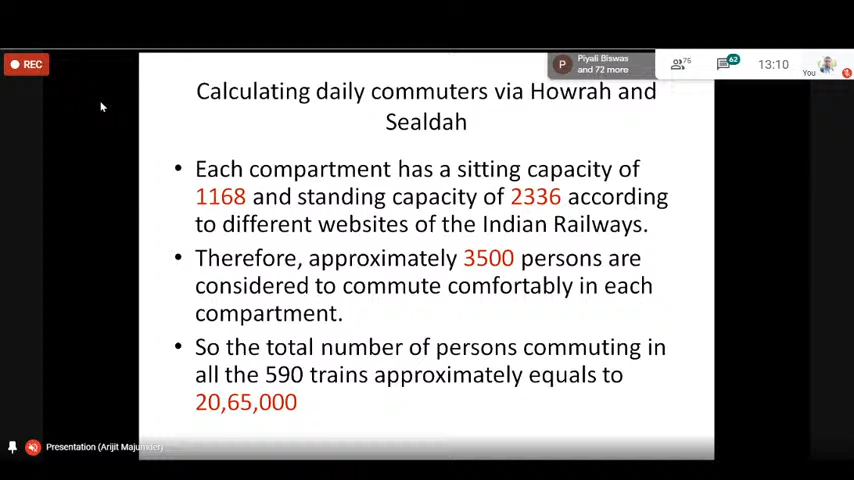 REC
P
Piyali Biswas
and 72 more
75
62
13:10
You
Calculating daily commuters via Howrah and
Sealdah
• Each compartment has a sitting capacity of
1168 and standing capacity of 2336 according
to different websites of the Indian Railways.
• Therefore, approximately 3500 persons are
considered to commute comfortably in each
compartment.
• So the total number of persons commuting in
all the 590 trains approximately equals to
20,65,000
Presentation (Arijit Majumder)